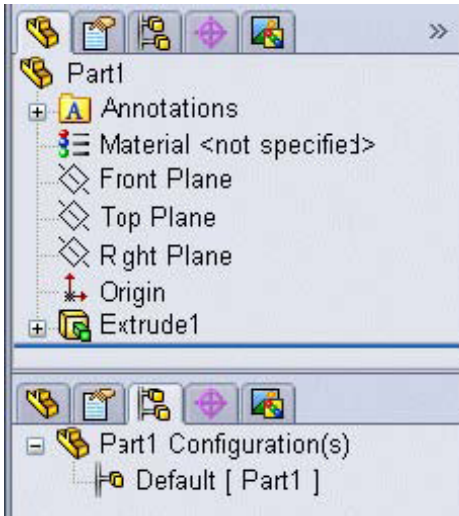 »
Part1
A Annotations
Material <not specified>
Front Plane
Top Plane
Right Plane
Origin
Extrude1
Part1 Configuration(s)
Default [ Part1 ]